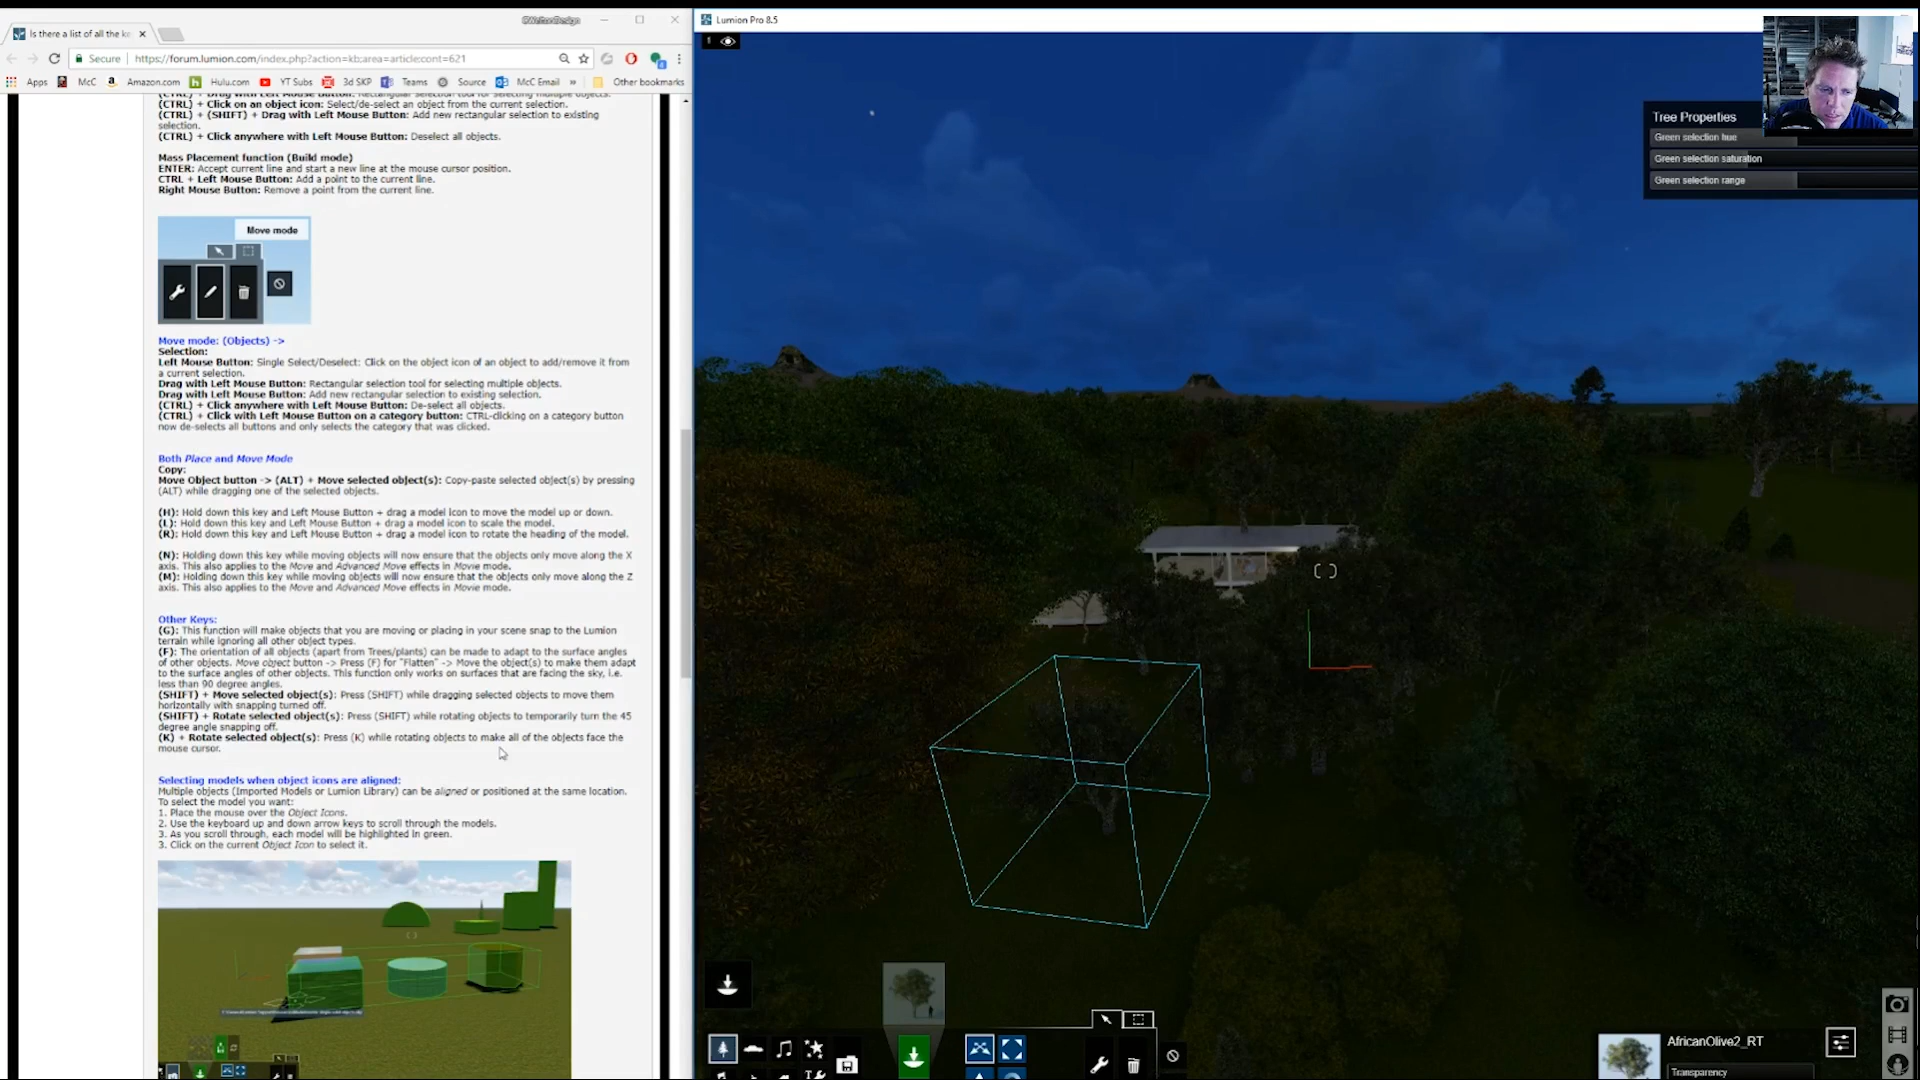 GWeltonDesign
Lumion Pro 8.5
Is there a list of all the ke
Secure
https://forum.lumion.com/index.php?action=kb;area=article;cont=621
Apps McC Amazon.com Hulu.com YT Subs 3d SKP Teams Source McC Email » Other bookmarks
(CTRL) + Drag with Left Mouse Button: Rectangular selection tool for selecting multiple objects.
(CTRL) + Click on an object icon: Select/de-select an object from the current selection.
(CTRL) + (SHIFT) + Drag with Left Mouse Button: Add new rectangular selection to existing
selection.
(CTRL) + Click anywhere with Left Mouse Button: Deselect all objects.
Mass Placement function (Build mode)
ENTER: Accept current line and start a new line at the mouse cursor position.
CTRL + Left Mouse Button: Add a point to the current line.
Right Mouse Button: Remove a point from the current line.
Move mode
Move mode: (Objects) ->
Selection:
Left Mouse Button: Single Select/Deselect: Click on the object icon of an object to add/remove it from
a current selection.
Drag with Left Mouse Button: Rectangular selection tool for selecting multiple objects.
Drag with Left Mouse Button: Add new rectangular selection to existing selection.
(CTRL) + Click anywhere with Left Mouse Button: De-select all objects.
(CTRL) + Click with Left Mouse Button on a category button: CTRL-clicking on a category button
now de-selects all buttons and only selects the category that was clicked.
Both Place and Move Mode
Copy:
Move Object button -> (ALT) + Move selected object(s): Copy-paste selected object(s) by pressing
(ALT) while dragging one of the selected objects.
(H): Hold down this key and Left Mouse Button + drag a model icon to move the model up or down.
(L): Hold down this key and Left Mouse Button + drag a model icon to scale the model.
(R): Hold down this key and Left Mouse Button + drag a model icon to rotate the heading of the model.
(N): Holding down this key while moving objects will now ensure that the objects only move along the X
axis. This also applies to the Move and Advanced Move effects in Movie mode.
(M): Holding down this key while moving objects will now ensure that the objects only move along the Z
axis. This also applies to the Move and Advanced Move effects in Movie mode.
Other Keys:
(G): This function will make objects that you are moving or placing in your scene snap to the Lumion
terrain while ignoring all other object types.
(F): The orientation of all objects (apart from Trees/plants) can be made to adapt to the surface angles
of other objects. Move object button -> Press (F) for "Flatten" -> Move the object(s) to make them adapt
to the surface angles of other objects. This function only works on surfaces that are facing the sky, i.e.
less than 90 degree angles.
(SHIFT) + Move selected object(s): Press (SHIFT) while dragging selected objects to move them
horizontally with snapping turned off.
(SHIFT) + Rotate selected object(s): Press (SHIFT) while rotating objects to temporarily turn the 45
degree angle snapping off.
(K) + Rotate selected object(s): Press (K) while rotating objects to make all of the objects face the
mouse cursor.
Selecting models when object icons are aligned:
Multiple objects (Imported Models or Lumion Library) can be aligned or positioned at the same location.
To select the model you want:
1. Place the mouse over the Object Icons.
2. Use the keyboard up and down arrow keys to scroll through the models.
3. As you scroll through, each model will be highlighted in green.
3. Click on the current Object Icon to select it.
Tree Properties
Green selection hue
Green selection saturation
Green selection range
AfricanOlive2_RT
Transparency